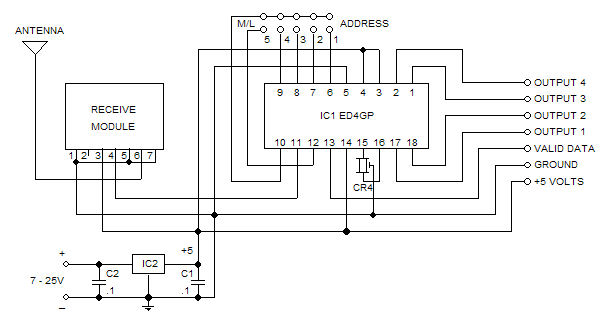 M/L ADDRESS
5 4 3 2 1
ANTENNA
9 8 7 6 5 4 3 2 1
IC1 ED4GP
10 11 12 13 14 15 16 17 18
RECEIVE
MODULE
1 2 3 4 5 6 7
CR4
OUTPUT 4
OUTPUT 3
OUTPUT 2
OUTPUT 1
VALID DATA
GROUND
+5 VOLTS
+ +5
IC2
7 - 25V
C2
.1
C1
.1
–